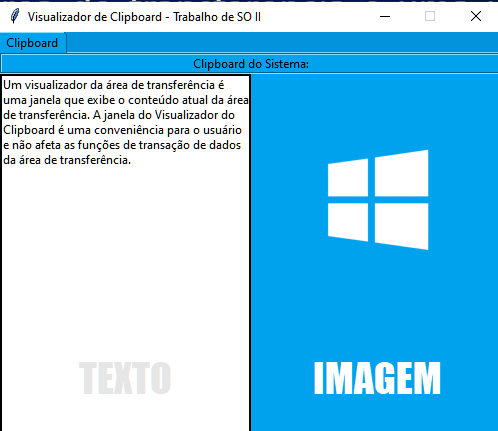 Visualizador de Clipboard - Trabalho de SO II
Clipboard
Clipboard do Sistema:
Um visualizador da área de transferência é
uma janela que exibe o conteúdo atual da área
de transferência. A janela do Visualizador do
Clipboard é uma conveniência para o usuário
e não afeta as funções de transação de dados
da área de transferência.
TEXTO
IMAGEM